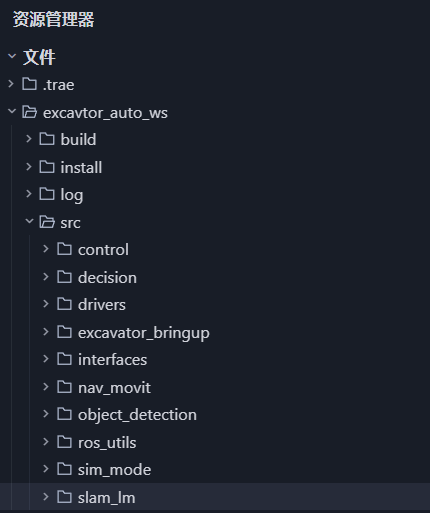 资源管理器
文件
.trae
excavtor_auto_ws
build
install
log
src
control
decision
drivers
excavator_bringup
interfaces
nav_movit
object_detection
ros_utils
sim_mode
slam_lm